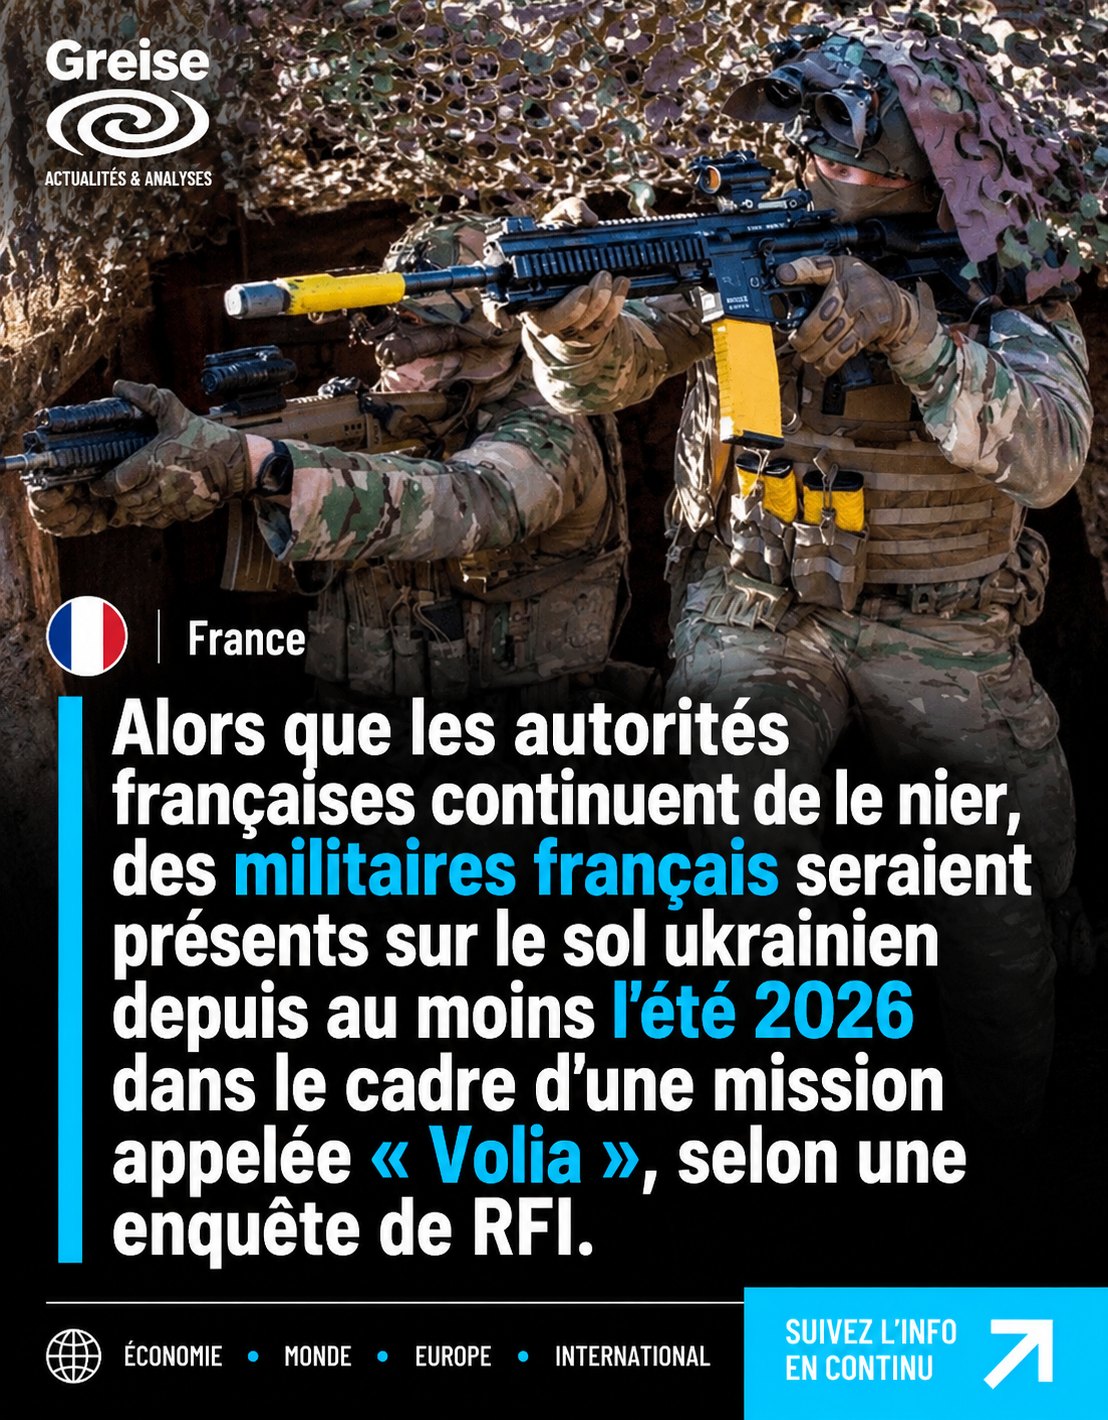 Greise
ACTUALITÉS & ANALYSES
France
Alors que les autorités
françaises continuent de le nier,
des militaires français seraient
présents sur le sol ukrainien
depuis au moins l'été 2026
dans le cadre d'une mission
appelée « Volia », selon une
enquête de RFI.
ÉCONOMIE • MONDE • EUROPE • INTERNATIONAL
SUIVEZ L'INFO
EN CONTINU